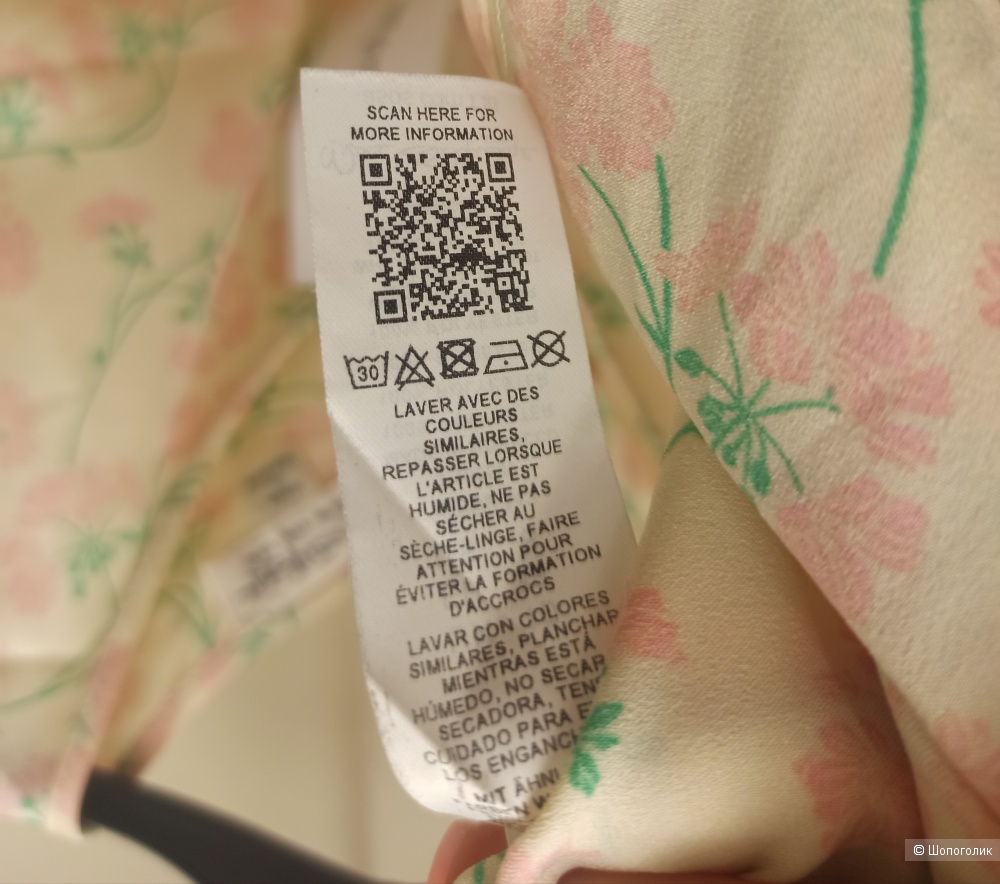 SCAN HERE FOR
MORE INFORMATION
30
LAVER AVEC DES
COULEURS
SIMILAIRES,
REPASSER LORSQUE
L'ARTICLE EST
HUMIDE, NE PAS
SÉCHER AU
SÈCHE-LINGE, FAIRE
ATTENTION POUR
ÉVITER LA FORMATION
D'ACCROCS
LAVAR CON COLORES
SIMILARES, PLANCHAR
MIENTRAS ESTÁ
HÚMEDO, NO SECAR
SECADORA,
CUIDADO PARA
LOS
MIT
© Шопоголик